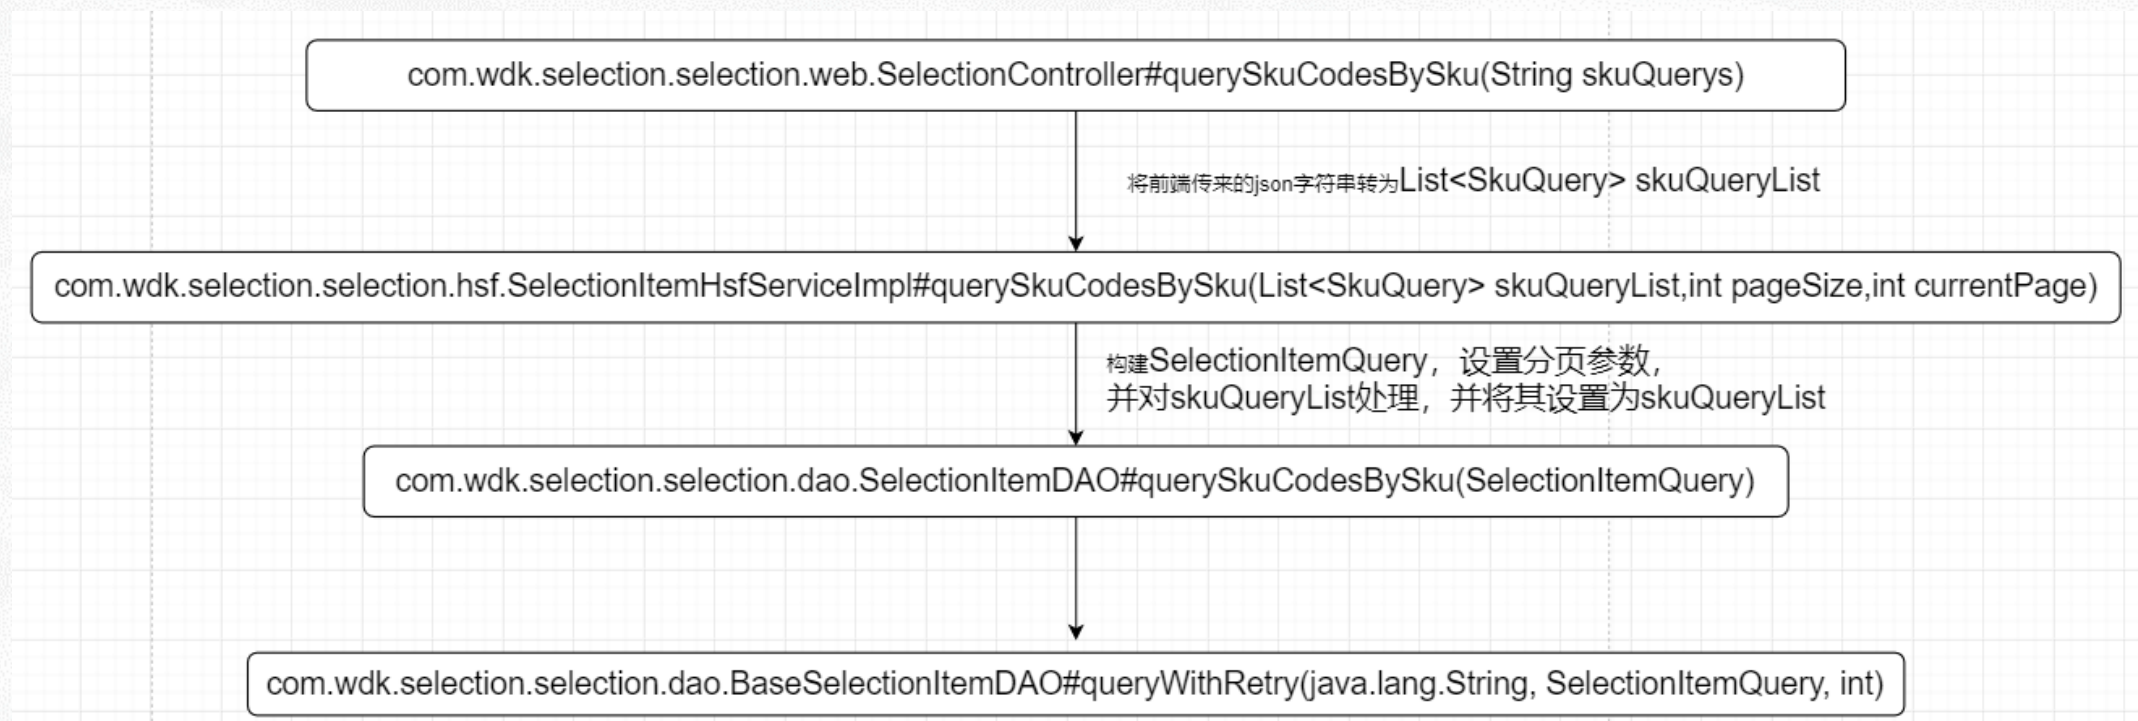 com.wdk.selection.selection.web.SelectionController#querySkuCodesBySku(String skuQuerys)
将前端传来的json字符串转为List<SkuQuery> skuQueryList
com.wdk.selection.selection.hsf.SelectionItemHsfServiceImpl#querySkuCodesBySku(List<SkuQuery> skuQueryList,int pageSize,int currentPage)
构建SelectionItemQuery，设置分页参数，
并对skuQueryList处理，并将其设置为skuQueryList
com.wdk.selection.selection.dao.SelectionItemDAO#querySkuCodesBySku(SelectionItemQuery)
com.wdk.selection.selection.dao.BaseSelectionItemDAO#queryWithRetry(java.lang.String, SelectionItemQuery, int)